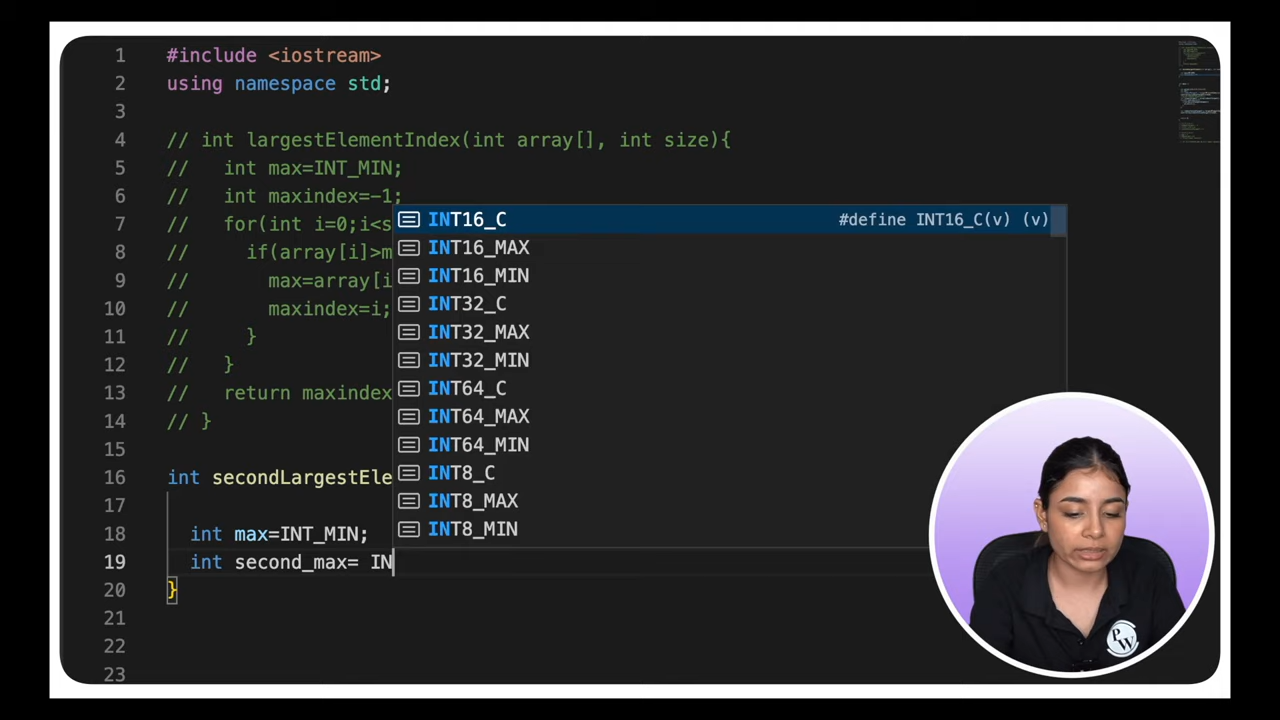 1 #include <iostream>
2 using namespace std;
3
4 // int largestElementIndex(int array[], int size){
5 // int max=INT_MIN;
6 // int maxindex=-1;
7 // for(int i=0;i<s
8 // if(array[i]>m
9 // max=array[i
10 // maxindex=i;
11 // }
12 // }
13 // return maxindex
14 // }
15
16 int secondLargestEle
17
18 int max=INT_MIN;
19 int second_max= IN
20 }
21
22
23
INT16_C #define INT16_C(v) (v)
INT16_MAX
INT16_MIN
INT32_C
INT32_MAX
INT32_MIN
INT64_C
INT64_MAX
INT64_MIN
INT8_C
INT8_MAX
INT8_MIN
PW